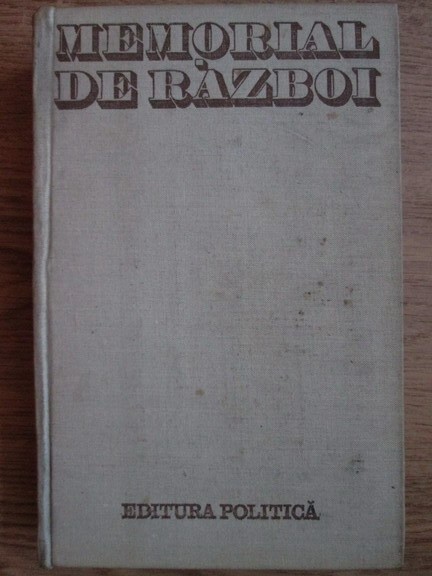 MEMORIAL
DE RĂZBOI
EDITURA POLITICĂ